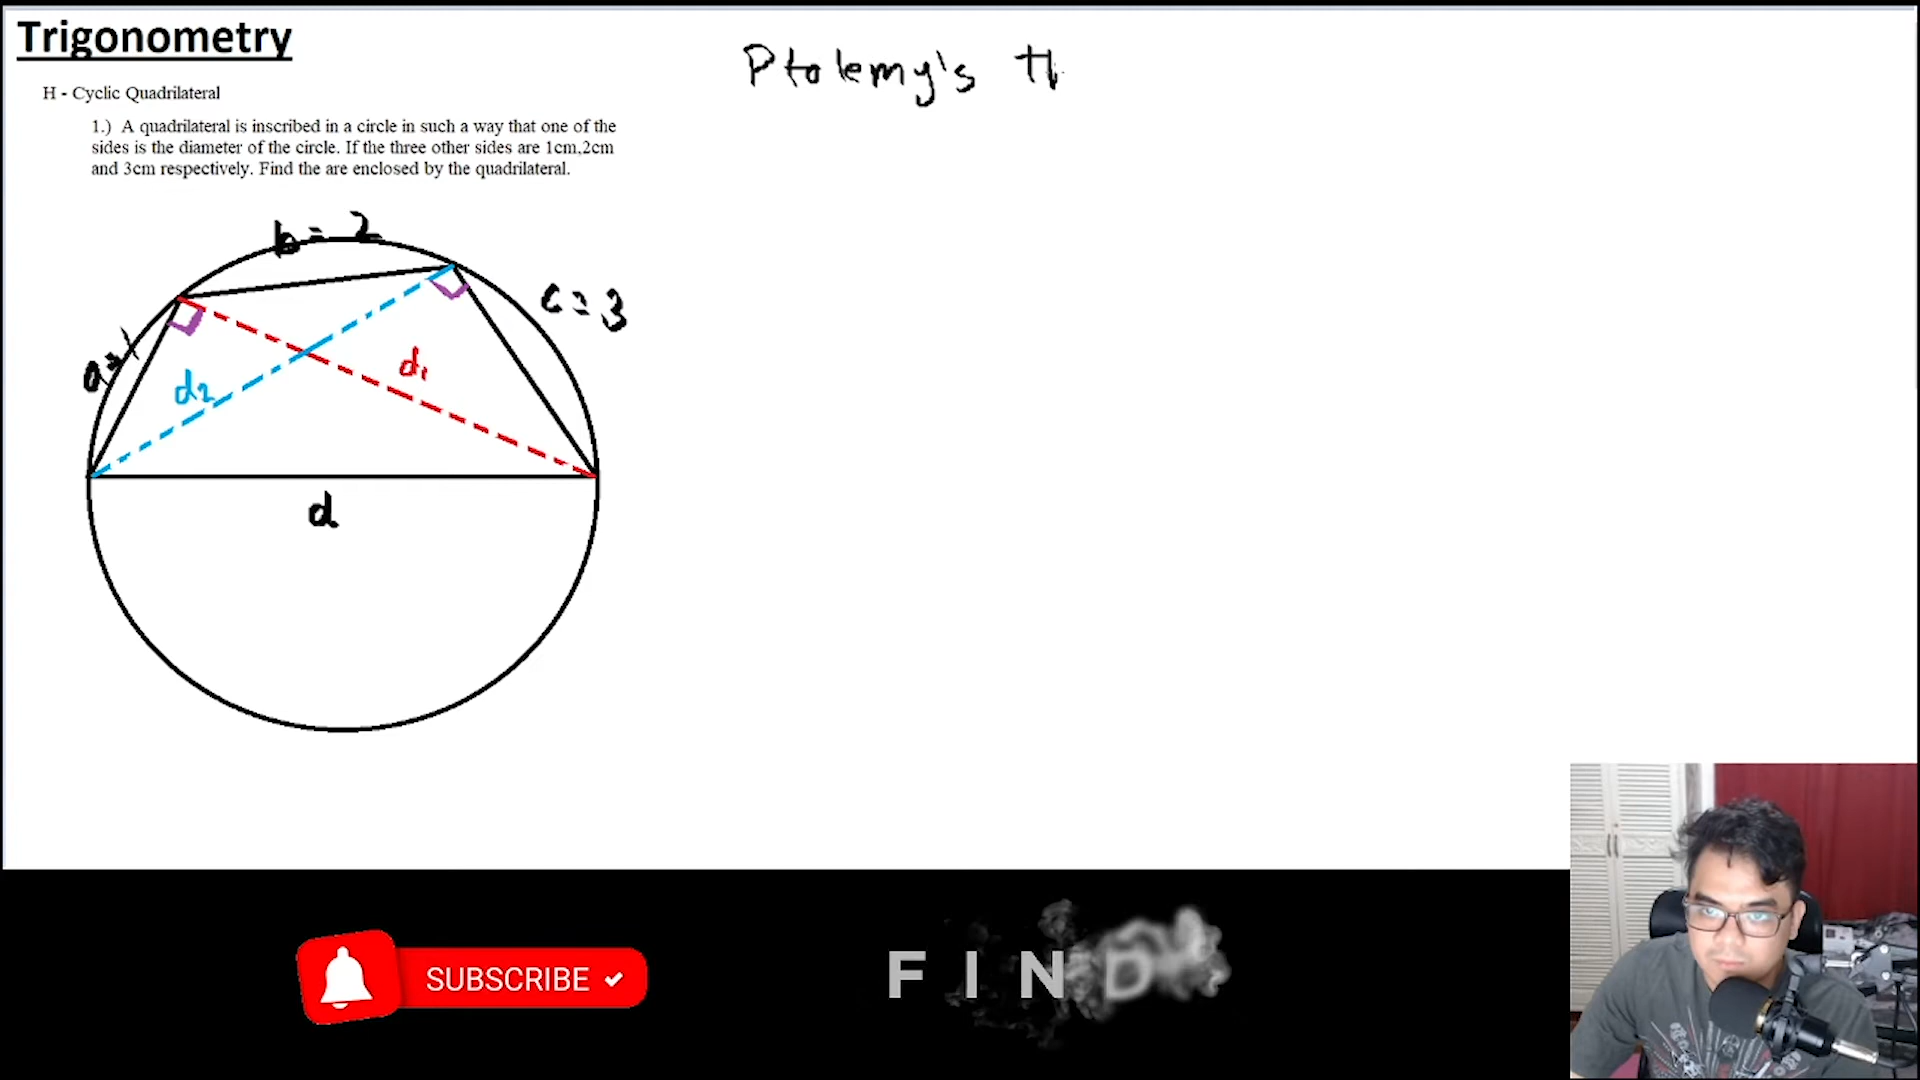 Trigonometry
Ptolemy's Th
H - Cyclic Quadrilateral
1.) A quadrilateral is inscribed in a circle in such a way that one of the
sides is the diameter of the circle. If the three other sides are 1cm,2cm
and 3cm respectively. Find the are enclosed by the quadrilateral.
b = 2
c = 3
a = 1
d1
d2
d
SUBSCRIBE
FIND